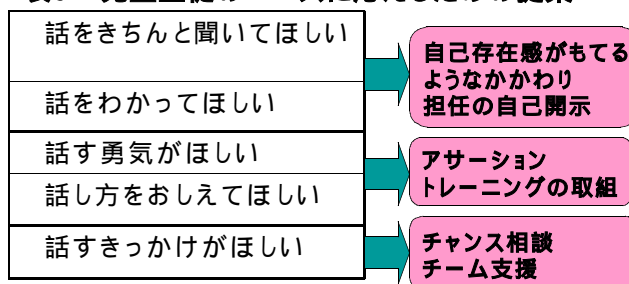 話をきちんと聞いてほしい
話をわかってほしい
話す勇気がほしい
話し方をおしえてほしい
話すきっかけがほしい
自己存在感がもてる
ようなかかわり
担任の自己開示
アサーション
トレーニングの取組
チャンス相談
チーム支援